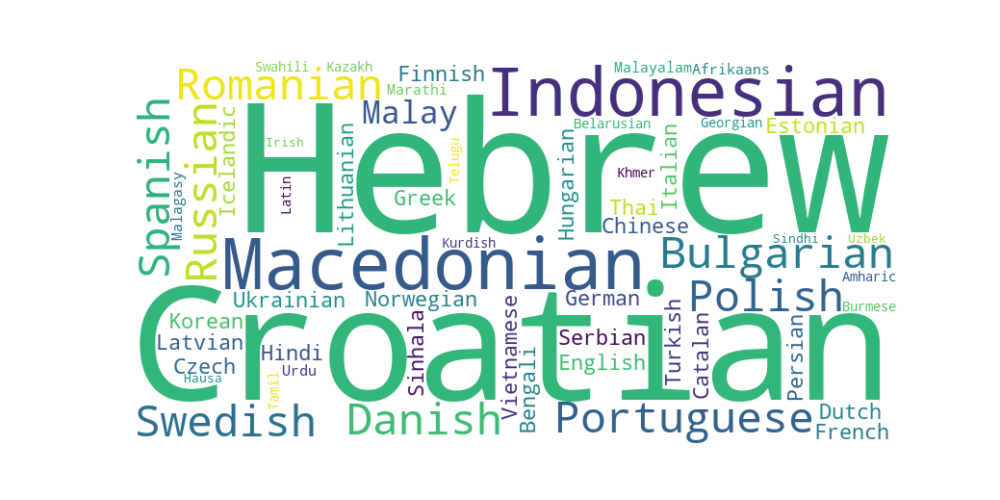 Swahili
Kazakh
Finnish
Malayalam
Afrikaans
Romanian
Marathi
Indonesian
Malay
Spanish
Russian
Icelandic
Hebrew
Belarusian
Georgian
Estonian
Irish
Lithuanian
Telugu
Hungarian
Italian
Malagasy
Latin
Khmer
Greek
Thai
Chinese
Kurdish
Macedonian
Bulgarian
Sindhi
Uzbek
Amharic
Croatian
Ukrainian
Norwegian
German
Polish
Burmese
Korean
Latvian
Hindi
Sinhala
Vietnamese
Serbian
Turkish
Catalan
Persian
Czech
Urdu
Bengali
English
Hausa
Tamil
Swedish
Danish
Portuguese
Dutch
French